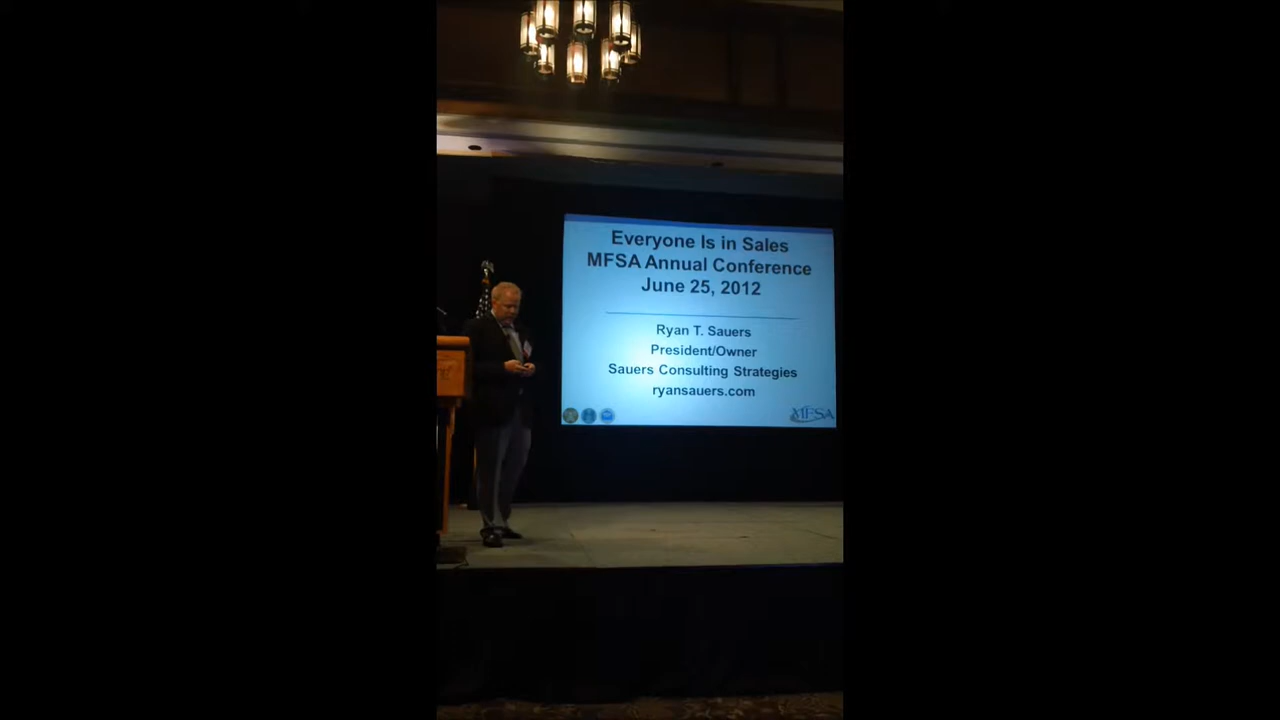 Everyone Is in Sales
MFSA Annual Conference
June 25, 2012
Ryan T. Sauers
President/Owner
Sauers Consulting Strategies
ryansauers.com
MFSA